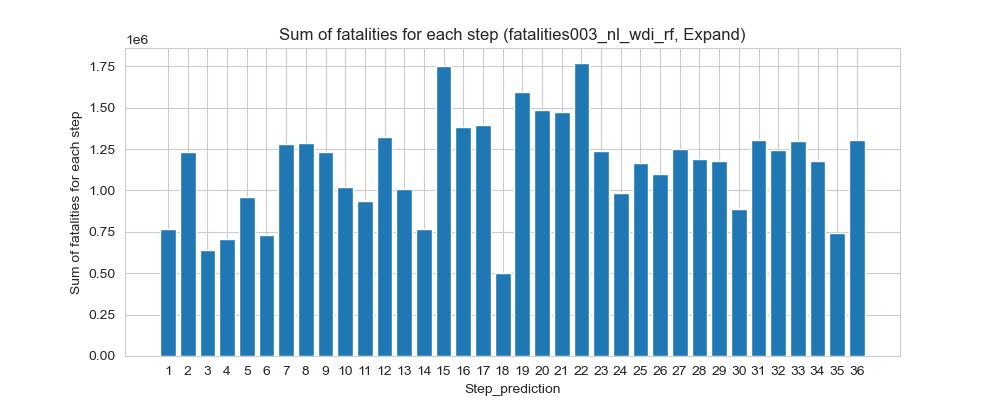 Sum of fatalities for each step (fatalities003_nl_wdi_rf, Expand)
1e6
Sum of fatalities for each step
1.75
1.50
1.25
1.00
0.75
0.50
0.25
0.00
1 2 3 4 5 6 7 8 9 10 11 12 13 14 15 16 17 18 19 20 21 22 23 24 25 26 27 28 29 30 31 32 33 34 35 36
Step_prediction